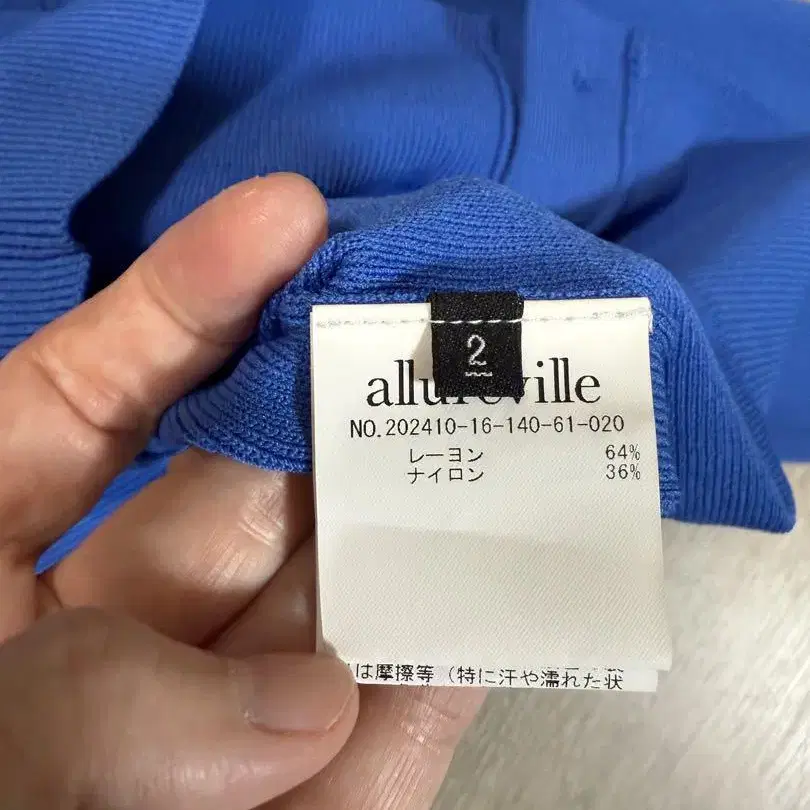 2
allureville
NO.202410-16-140-61-020
レーヨン 64%
ナイロン 36%
は摩擦等（特に汗や濡れた状